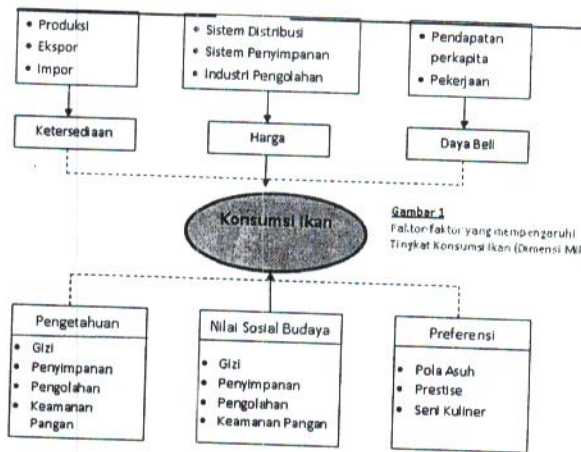 • Produksi
• Ekspor
• Impor
• Sistem Distribusi
• Sistem Penyimpanan
• Industri Pengolahan
• Pendapatan
perkapita
• Pekerjaan
Ketersediaan
Harga
Daya Beli
Konsumsi Ikan
Gambar 1
Faktor-faktor yang mempengaruhi
Tingkat Konsumsi Ikan (Dimensi
Pengetahuan
• Gizi
• Penyimpanan
• Pengolahan
• Keamanan
Pangan
Nilai Sosial Budaya
• Gizi
• Penyimpanan
• Pengolahan
• Keamanan Pangan
Preferensi
• Pola Asuh
• Prestise
• Seni Kuliner